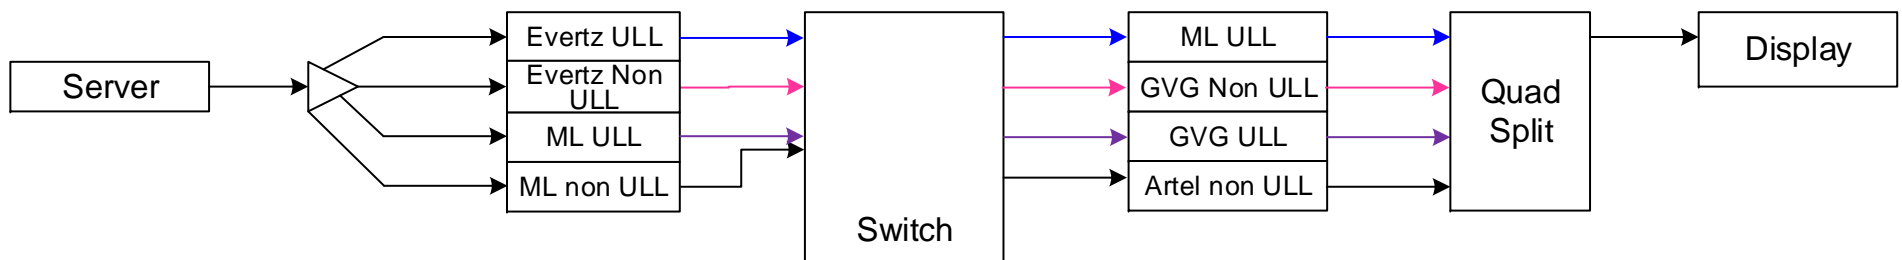 Server
Evertz ULL
Evertz Non
ULL
ML ULL
ML non ULL
Switch
ML ULL
GVG Non ULL
GVG ULL
Artel non ULL
Quad
Split
Display